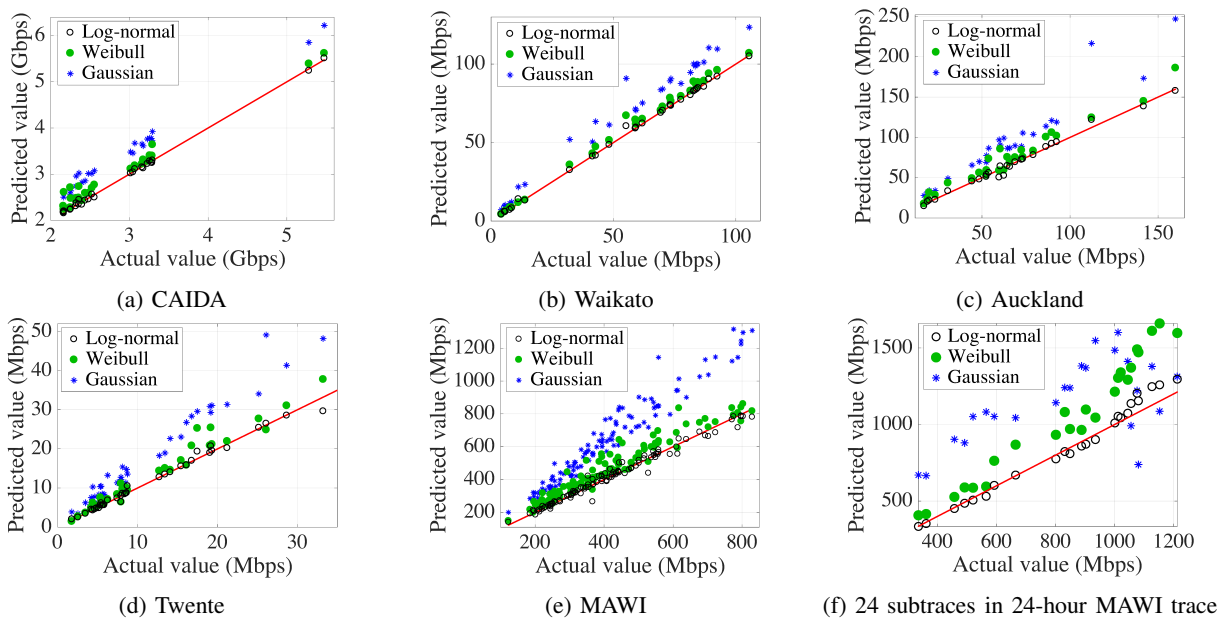 Predicted value (Gbps)
6
5
4
3
2
2
3
4
5
Log-normal
Weibull
Gaussian
Actual value (Gbps)
(a) CAIDA
Predicted value (Mbps)
100
50
0
0
50
100
Log-normal
Weibull
Gaussian
Actual value (Mbps)
(b) Waikato
Predicted value (Mbps)
250
200
150
100
50
0
50
100
150
Log-normal
Weibull
Gaussian
Actual value (Mbps)
(c) Auckland
Predicted value (Mbps)
50
40
30
20
10
0
0
10
20
30
Log-normal
Weibull
Gaussian
Actual value (Mbps)
(d) Twente
Predicted value (Mbps)
1200
1000
800
600
400
200
200
300
400
500
600
700
800
Log-normal
Weibull
Gaussian
Actual value (Mbps)
(e) MAWI
Predicted value (Mbps)
1500
1000
500
400
600
800
1000
1200
Log-normal
Weibull
Gaussian
Actual value (Mbps)
(f) 24 subtraces in 24-hour MAWI trace